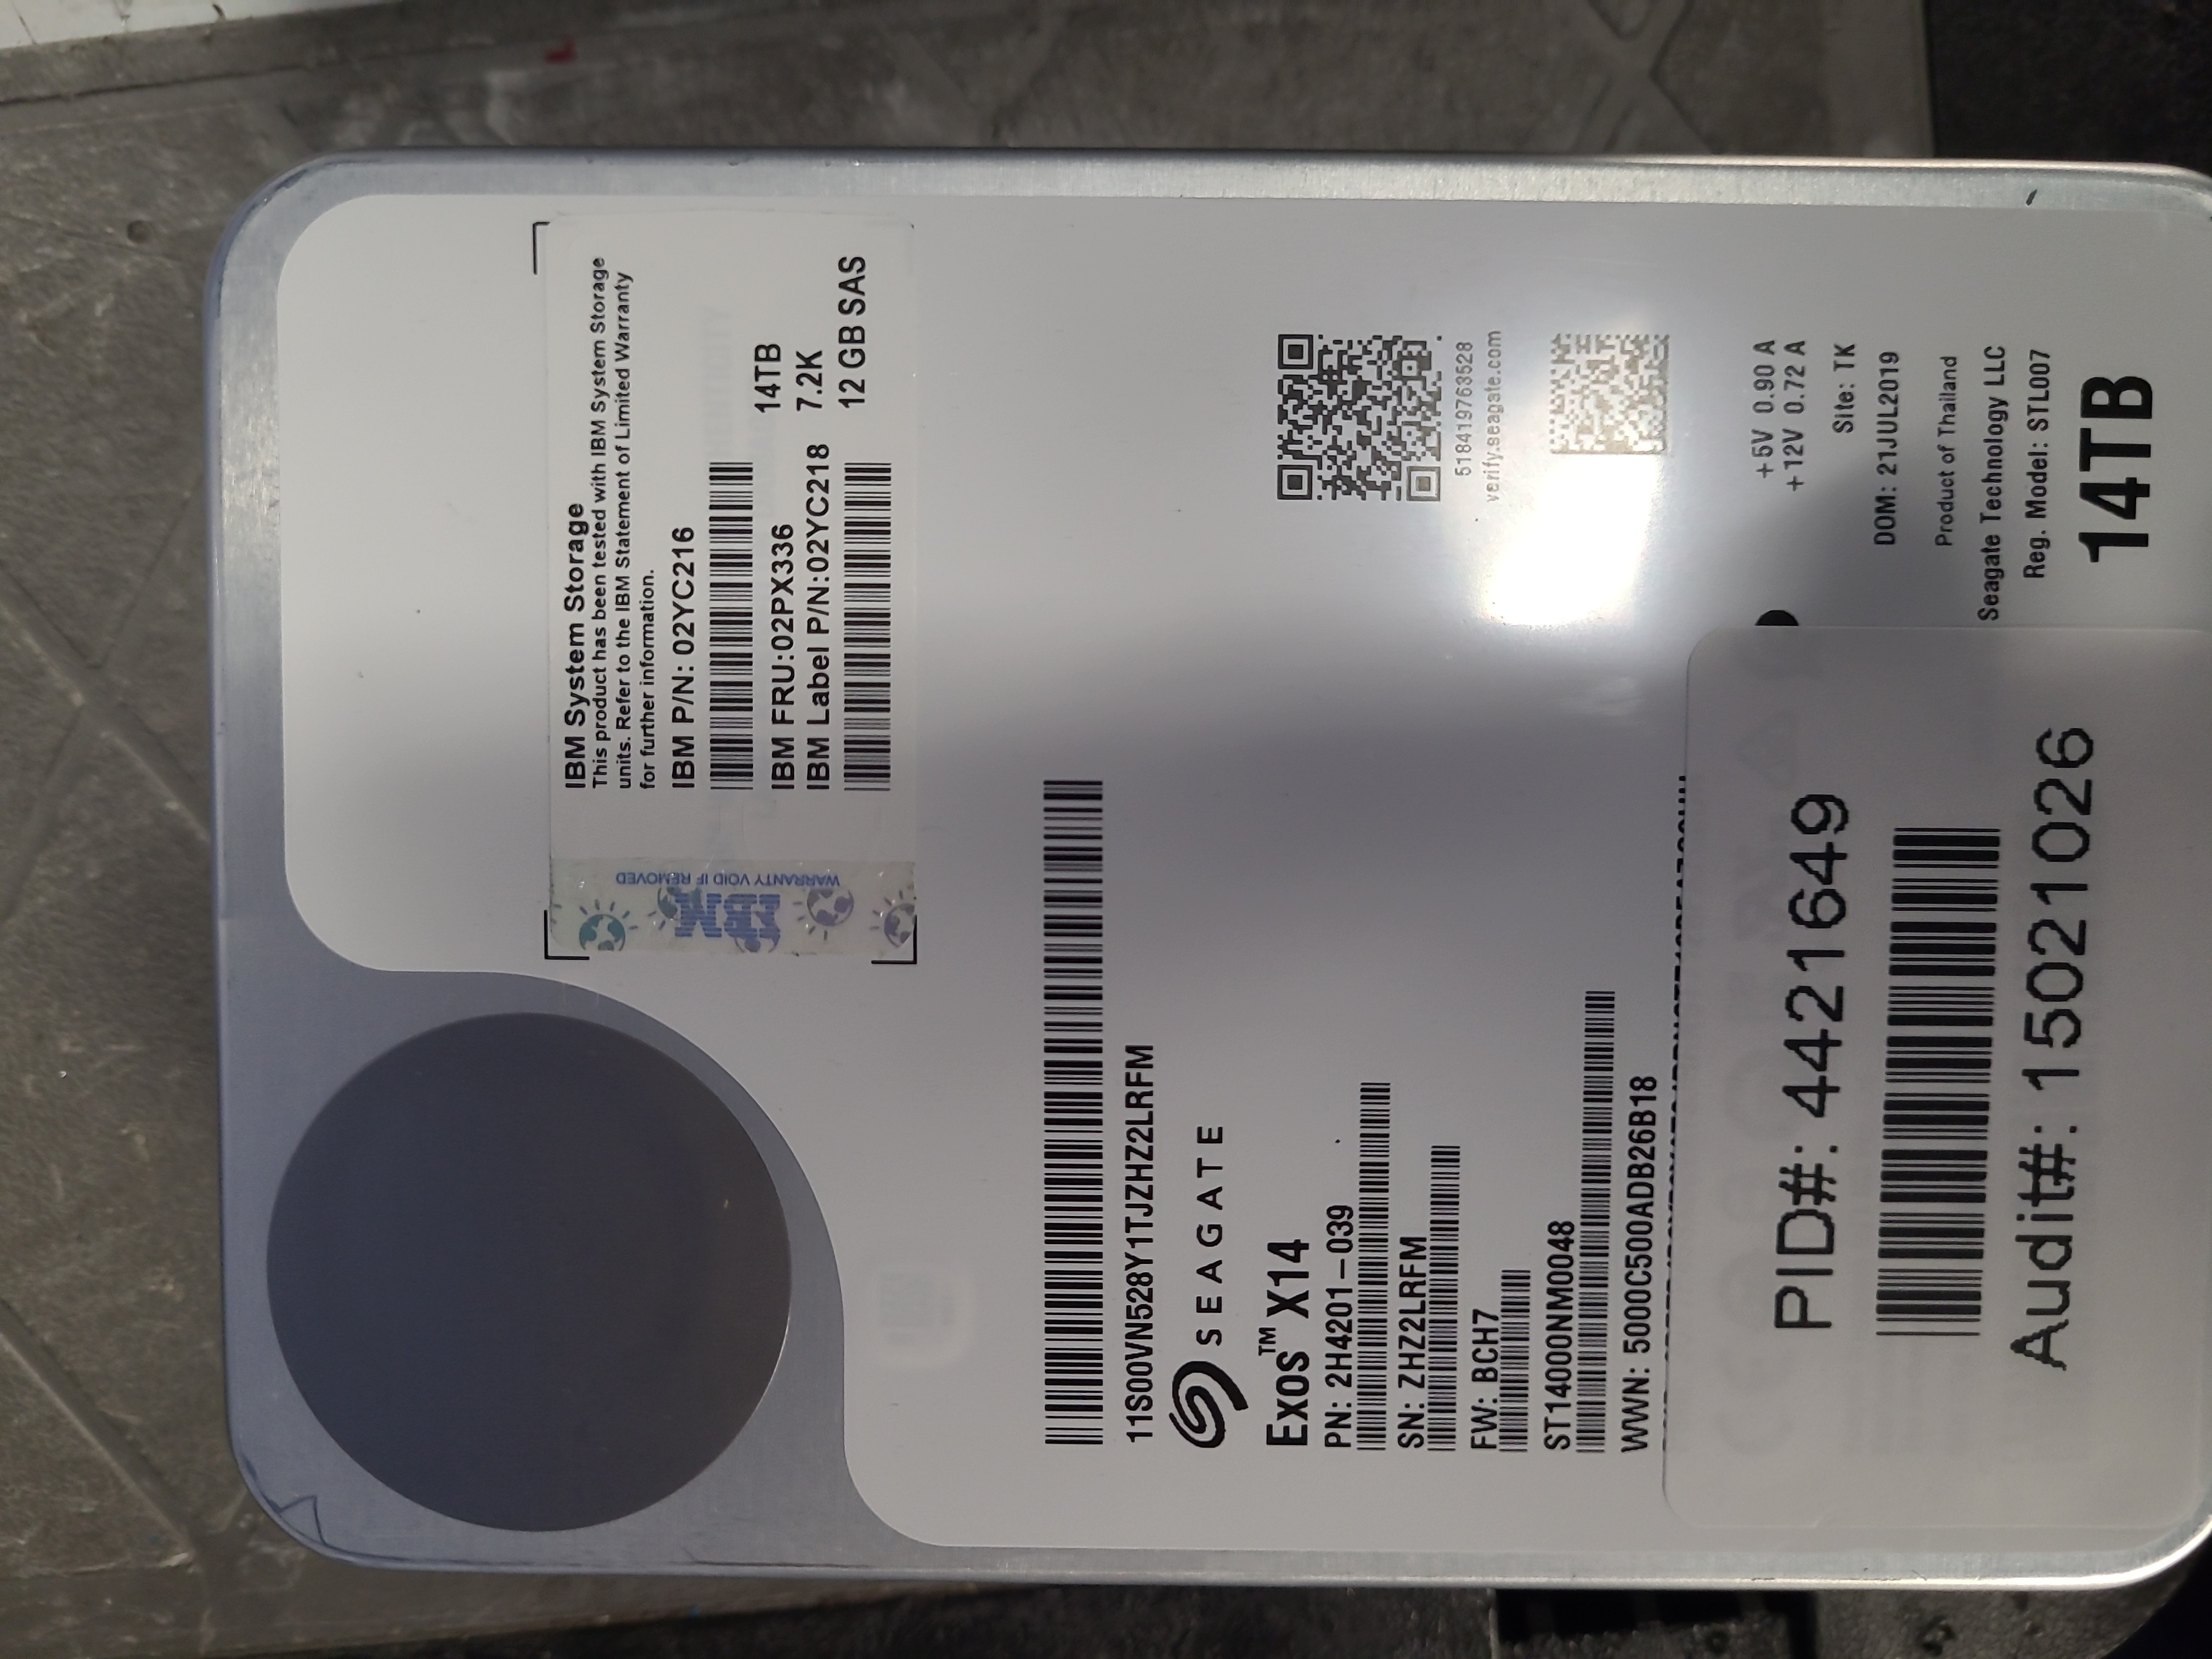 IBM System Storage
This product has been tested with IBM System Storage
units. Refer to the IBM Statement of Limited Warranty
for further information.
IBM P/N: 02YC216
IBM FRU:02PX336
IBM Label P/N:02YC218
14TB
7.2K
12 GB SAS
IBM
WARRANTY VOID IF REMOVED
11S00VN528Y1TJZHZ2LRFM
SEAGATE
Exos™ X14
PN: 2H4201-039
SN: ZHZ2LRFM
FW: BCH7
ST14000NM0048
WWN: 5000C500ADB26B18
518419763528
verify.seagate.com
PID#: 4421649
Audit#: 15021026
+5V 0.90 A
+12V 0.72 A
Site: TK
DOM: 21JUL2019
Product of Thailand
Seagate Technology LLC
Reg. Model: STL007
14TB